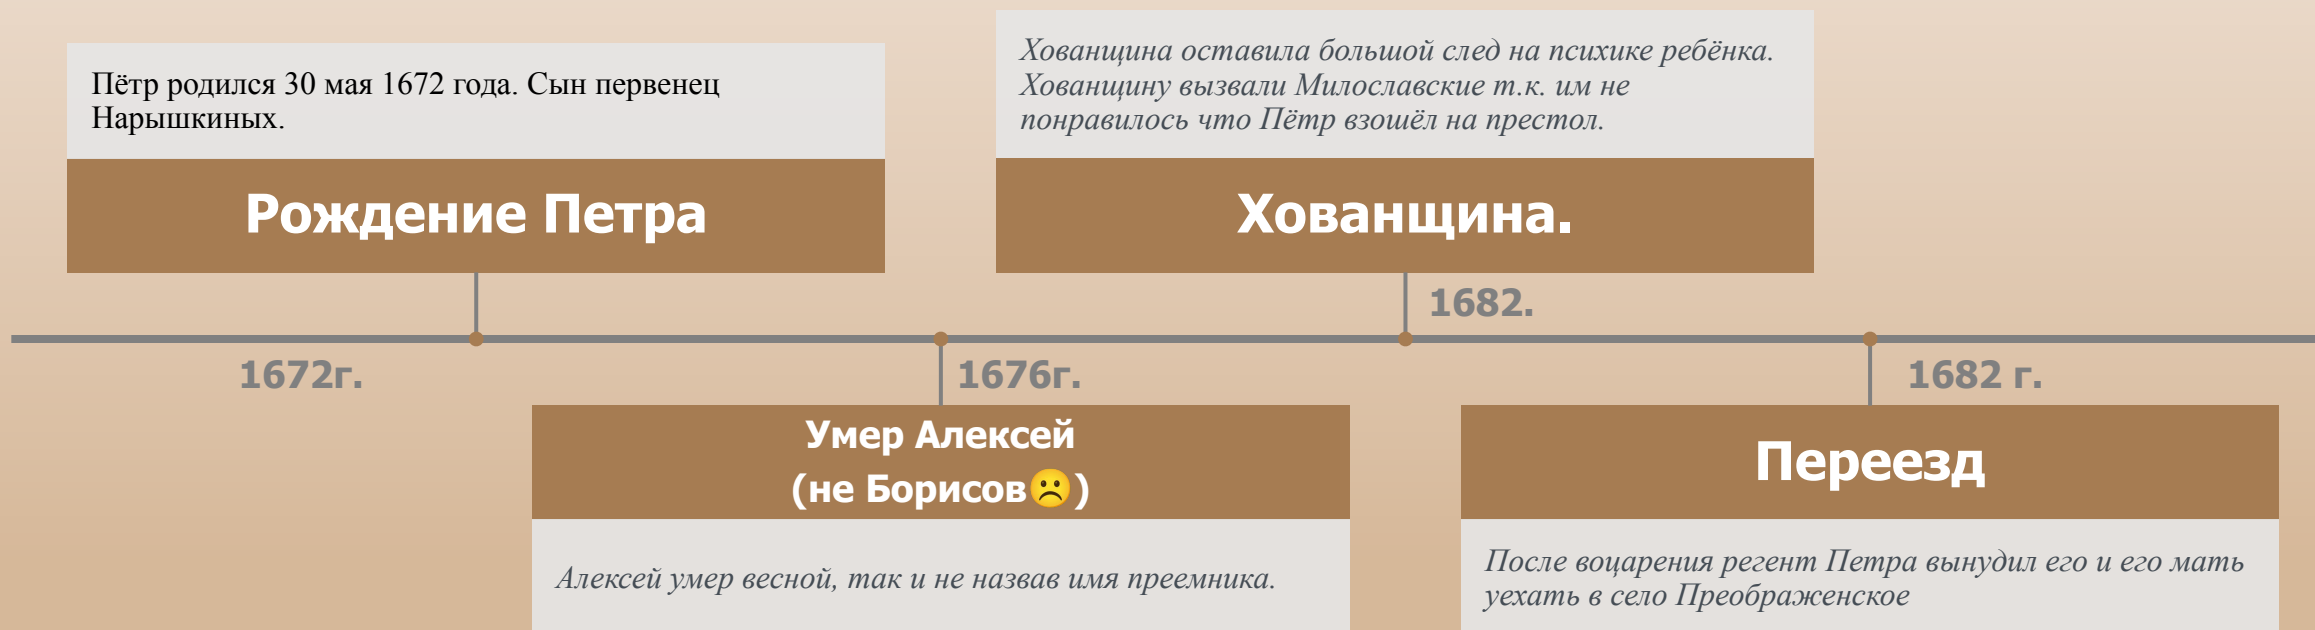 Пётр родился 30 мая 1672 года. Сын первенец
Нарышкиных.
Рождение Петра
1672г.
1676г.
Умер Алексей
(не Борисов☹️)
Алексей умер весной, так и не назвав имя преемника.
Хованщина оставила большой след на психике ребёнка.
Хованщину вызвали Милославские т.к. им не
понравилось что Пётр взошёл на престол.
Хованщина.
1682.
1682 г.
Переезд
После воцарения регент Петра вынудил его и его мать
уехать в село Преображенское